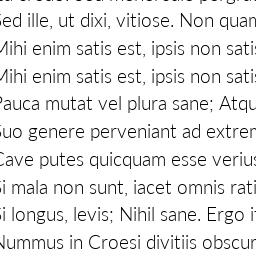 Sed ille, ut dixi, vitiose. Non quam
Mihi enim satis est, ipsis non satis
Mihi enim satis est, ipsis non satis
Pauca mutat vel plura sane; Atqu
Suo genere perveniant ad extrem
Cave putes quicquam esse verius
Si mala non sunt, iacet omnis rati
Si longus, levis; Nihil sane. Ergo
Nummus in Croesi divitiis obscur